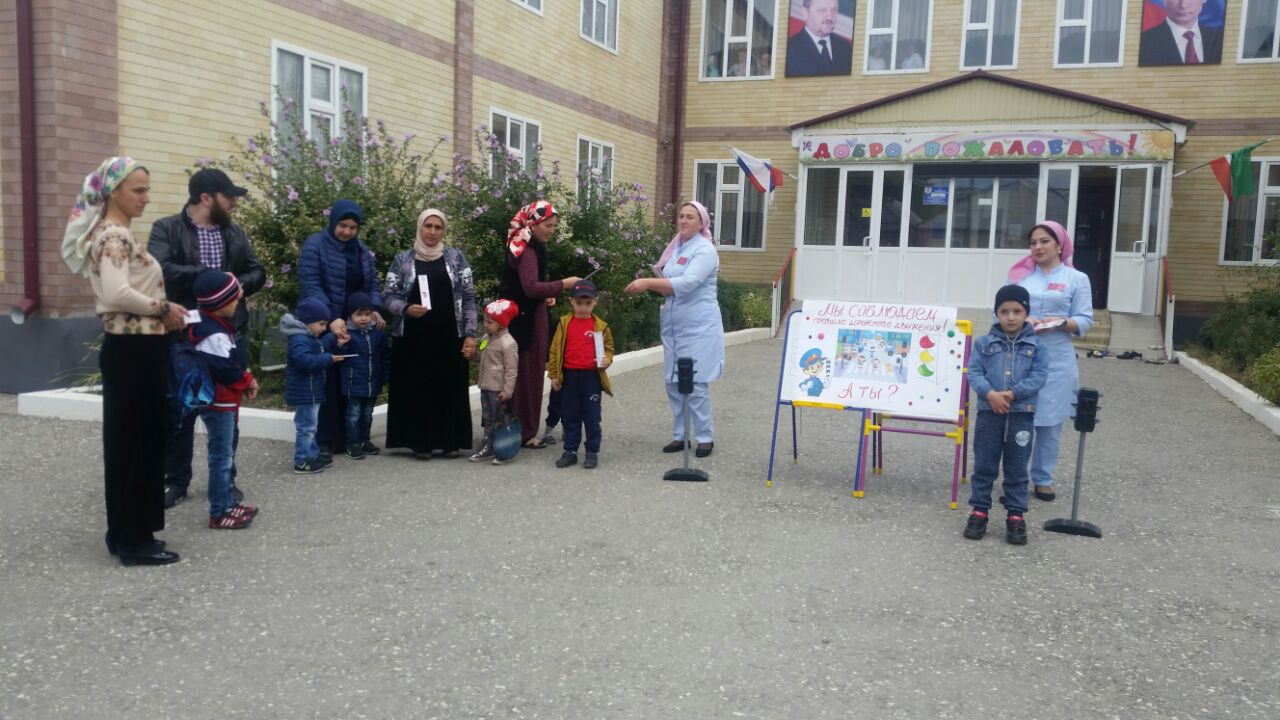 ДОБРО ПОЖАЛОВАТЬ!
Мы СОБЛЮДАЕМ
правила дорожного движения!
А ты?